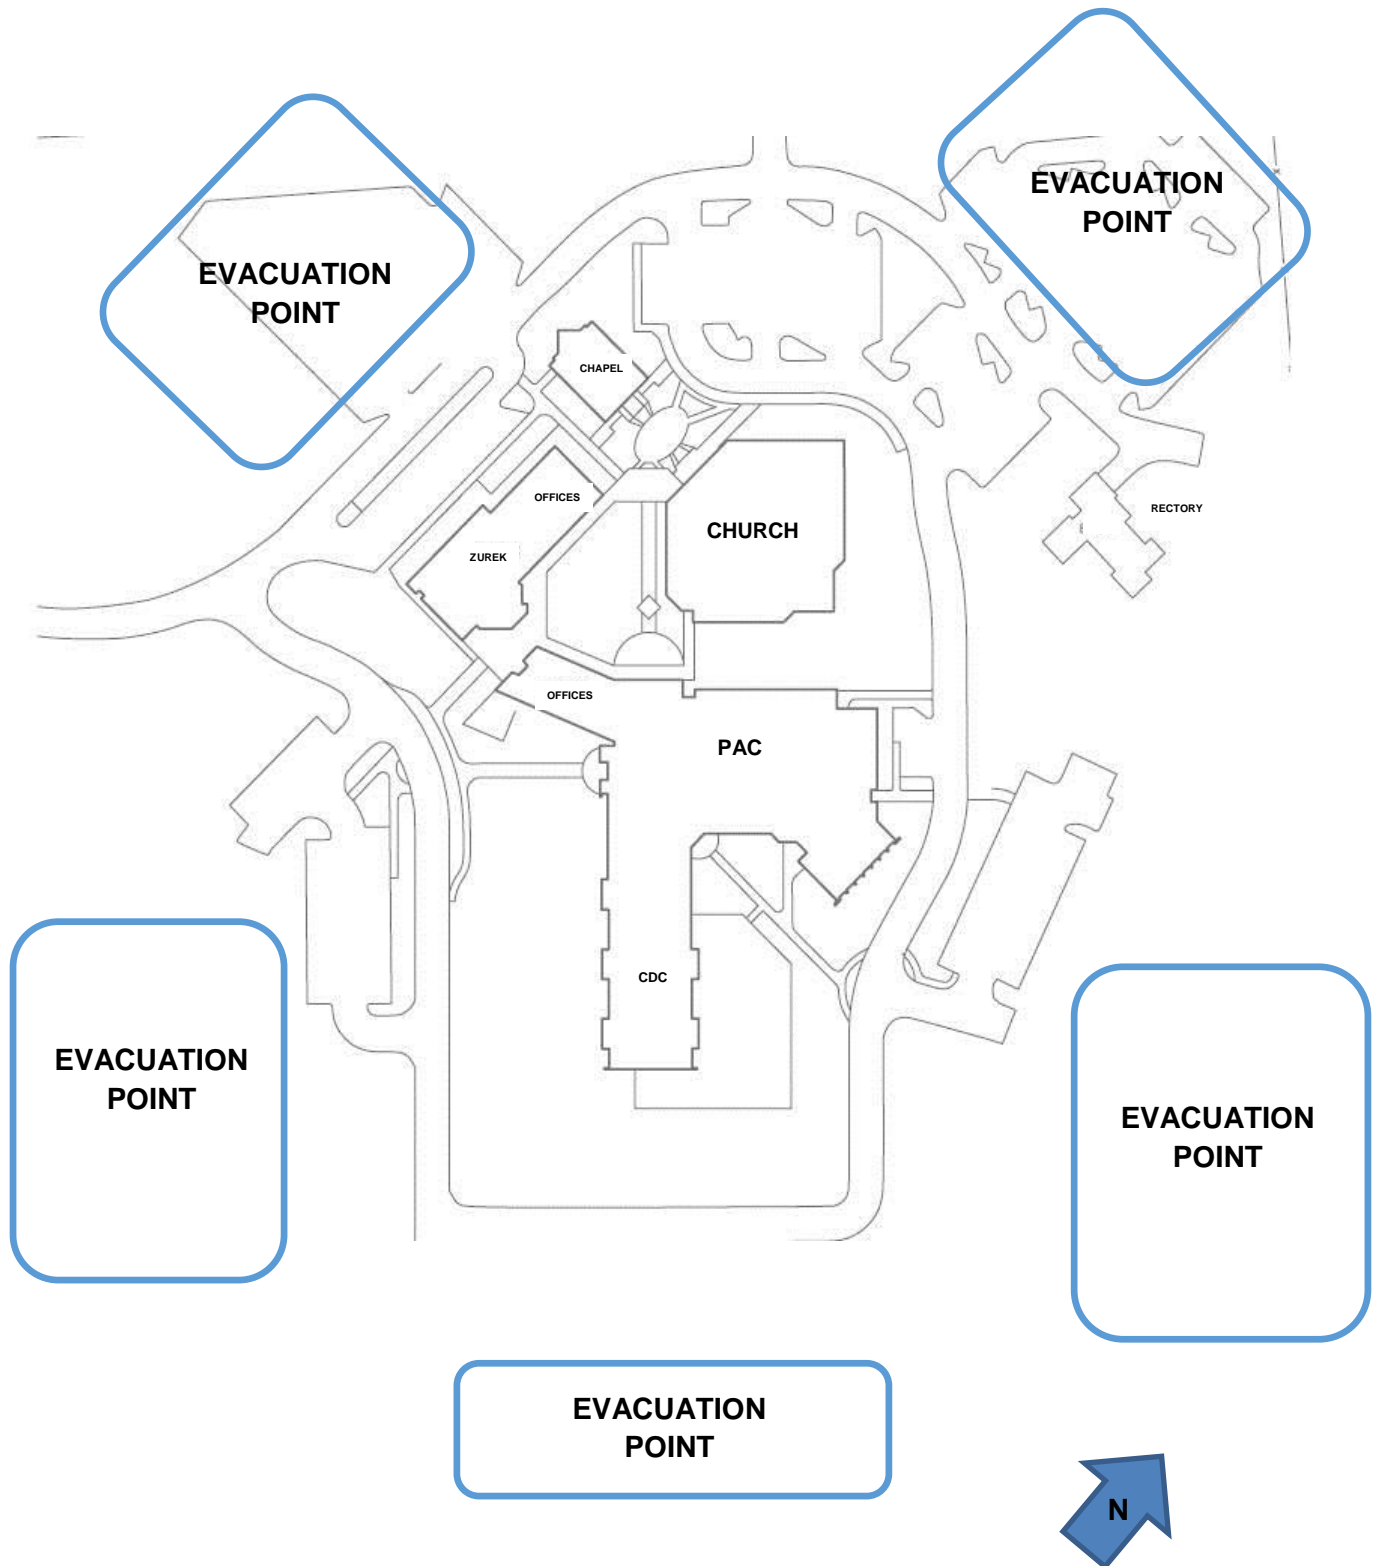 EVACUATION
POINT
EVACUATION
POINT
CHAPEL
OFFICES
CHURCH
RECTORY
ZUREK
OFFICES
PAC
CDC
EVACUATION
POINT
EVACUATION
POINT
EVACUATION
POINT
N